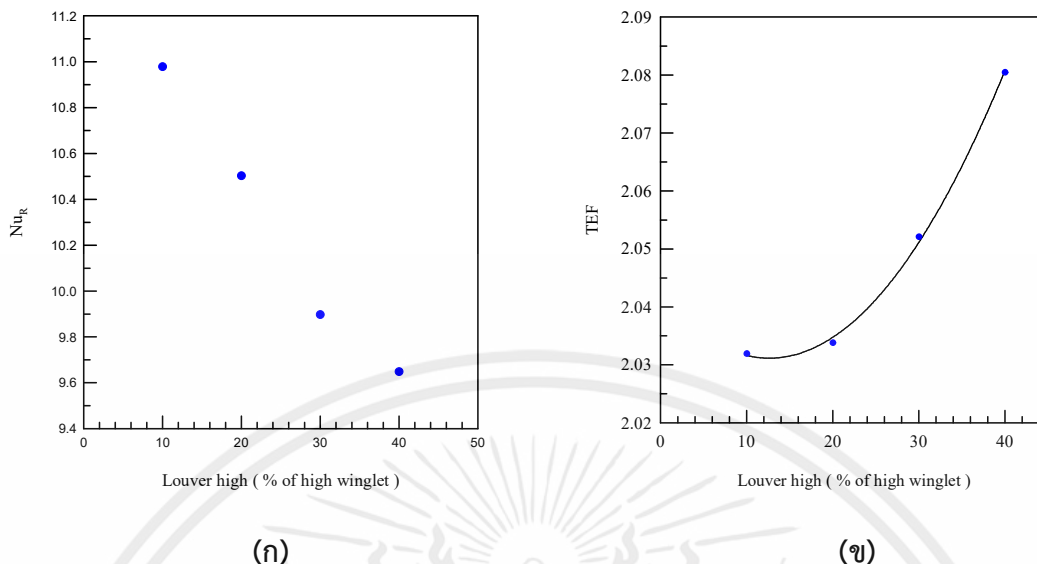 11.2
11.0
10.8
10.6
10.4
10.2
10.0
9.8
9.6
9.4
0 10 20 30 40 50
Nu_R
Louver high ( % of high winglet )
(ก)
2.09
2.08
2.07
2.06
2.05
2.04
2.03
2.02
0 10 20 30 40
TEF
Louver high ( % of high winglet )
(ข)